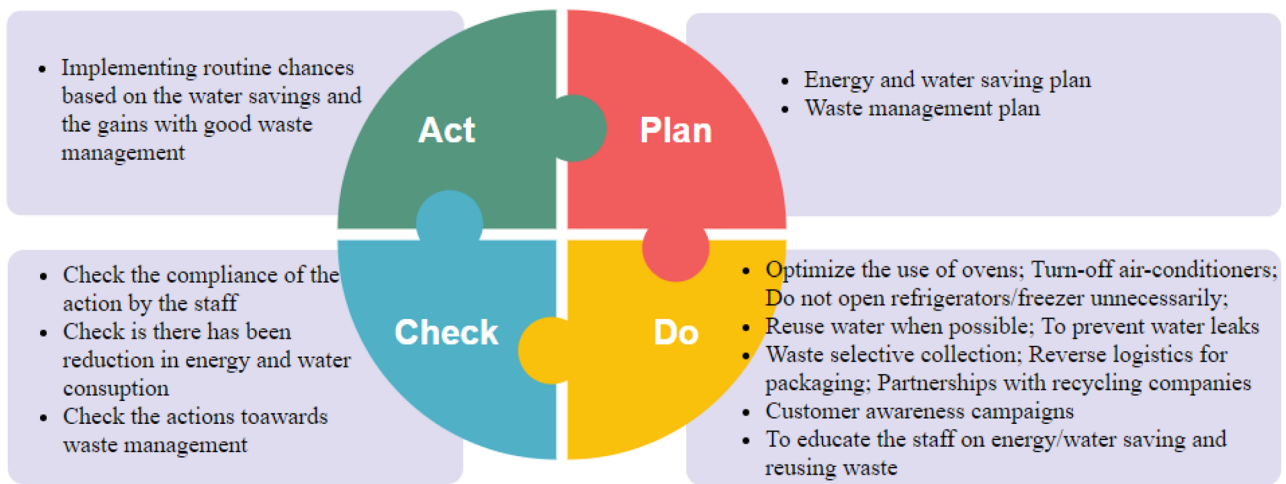 • Implementing routine chances
based on the water savings and
the gains with good waste
management
Act
Plan
• Energy and water saving plan
• Waste management plan
• Check the compliance of the
action by the staff
• Check is there has been
reduction in energy and water
consuption
• Check the actions toawards
waste management
Check
Do
• Optimize the use of ovens; Turn-off air-conditioners;
Do not open refrigerators/freezer unnecessarily;
• Reuse water when possible; To prevent water leaks
• Waste selective collection; Reverse logistics for
packaging; Partnerships with recycling companies
• Customer awareness campaigns
• To educate the staff on energy/water saving and
reusing waste